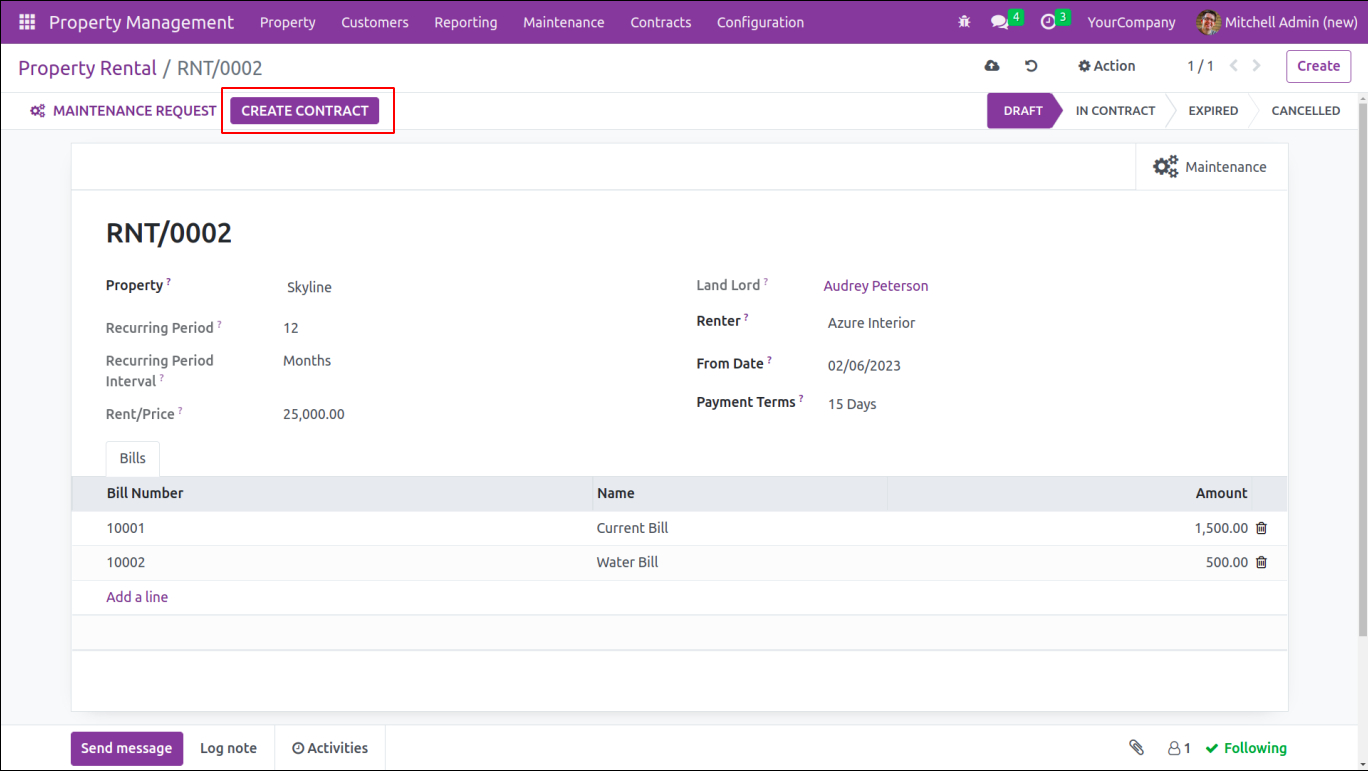 Property Management Property Customers Reporting Maintenance Contracts Configuration 4 3 YourCompany Mitchell Admin (new)
Property Rental / RNT/0002 Action 1 / 1 Create
MAINTENANCE REQUEST CREATE CONTRACT DRAFT IN CONTRACT EXPIRED CANCELLED
Maintenance
RNT/0002
Property ? Skyline
Land Lord ? Audrey Peterson
Recurring Period ? 12
Renter ? Azure Interior
Recurring Period Months
Interval ?
From Date ? 02/06/2023
Rent/Price ? 25,000.00
Payment Terms ? 15 Days
Bills
Bill Number Name Amount
10001 Current Bill 1,500.00
10002 Water Bill 500.00
Add a line
Send message Log note Activities 1 Following